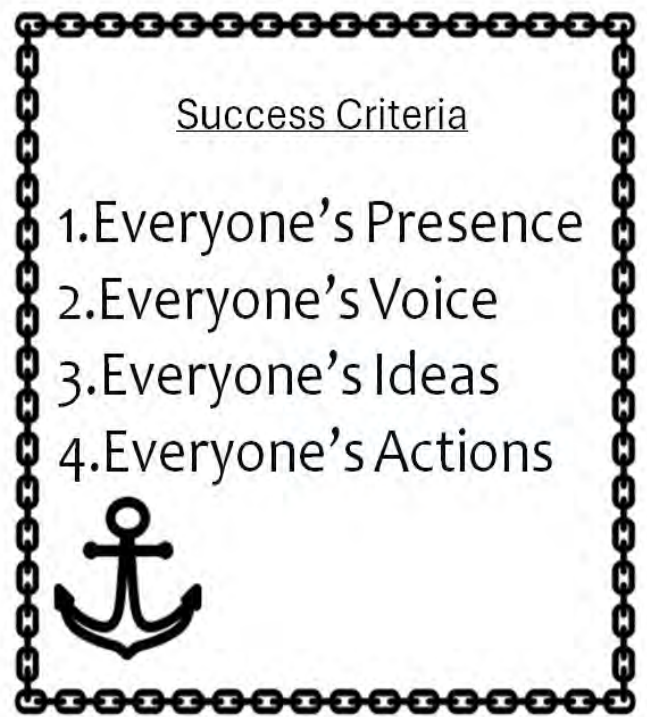 Success Criteria
1.Everyone’s Presence
2.Everyone’s Voice
3.Everyone’s Ideas
4.Everyone’s Actions